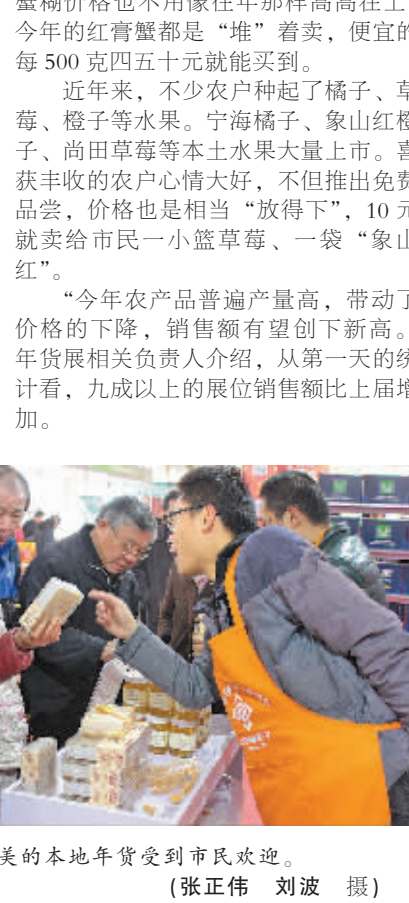 蟹糊价格也不用像往年那样高高在上
今年的红膏蟹都是“堆”着卖，便宜的
每500克四五十元就能买到。
近年来，不少农户种起了橘子、草
莓、橙子等水果。宁海橘子、象山红橙
子、尚田草莓等本土水果大量上市。喜
获丰收的农户心情大好，不但推出免费
品尝，价格也是相当“放得下”，10元
就卖给市民一小篮草莓、一袋“象山
红”。
“今年农产品普遍产量高，带动了
价格的下降，销售额有望创下新高。
年货展相关负责人介绍，从第一天的统
计看，九成以上的展位销售额比上届增
加。
美的本地年货受到市民欢迎。
(张正伟 刘波 摄)